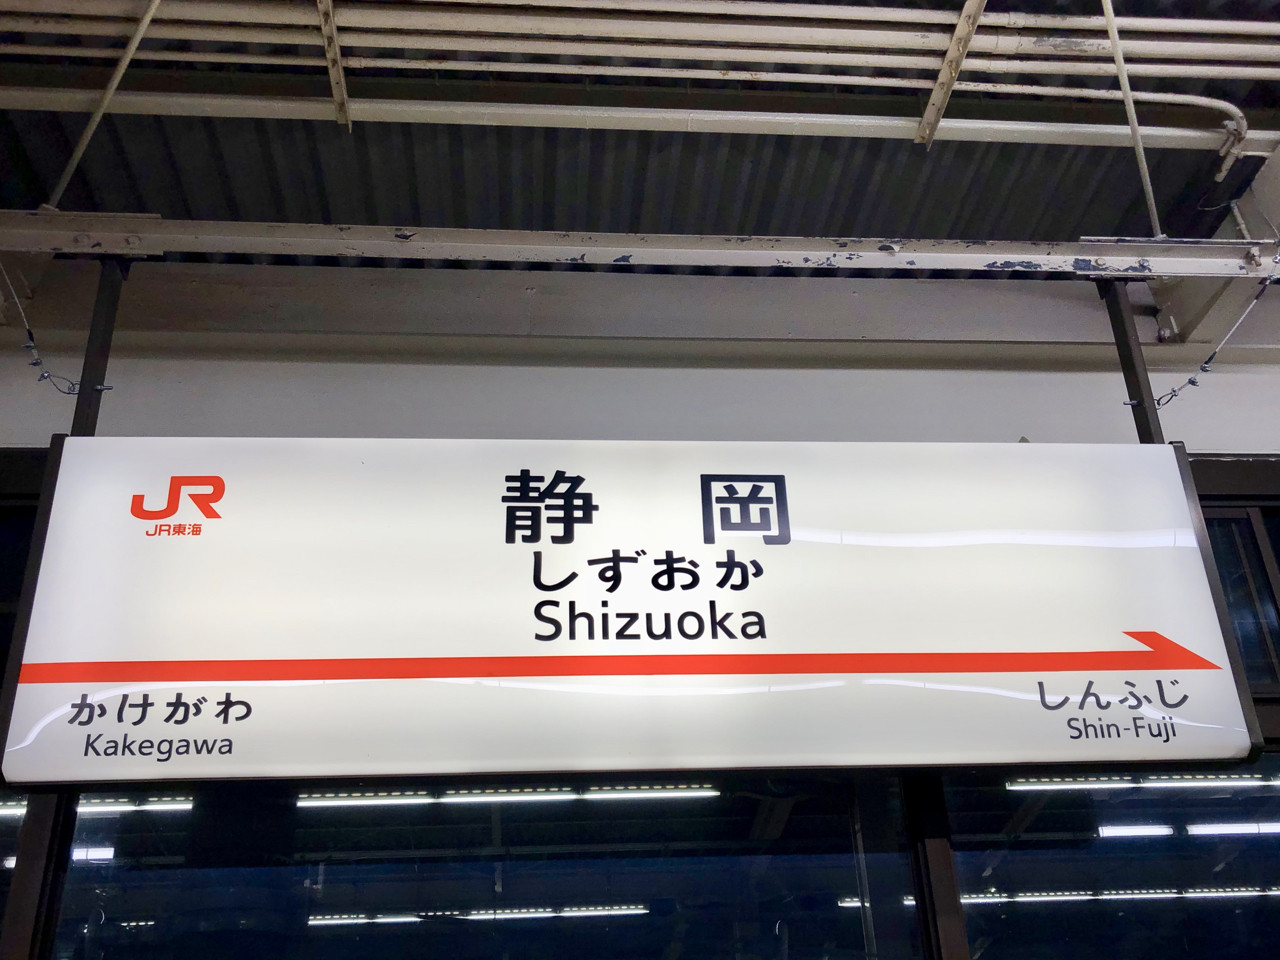 JR
JR東海
静岡
しずおか
Shizuoka
かけがわ
Kakegawa
しんふじ
Shin-Fuji